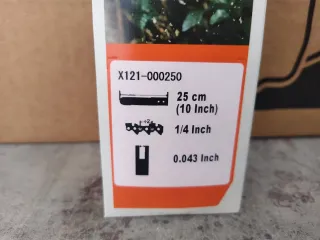 X121-000250
25 cm
(10 Inch)
1/4 Inch
0.043 Inch